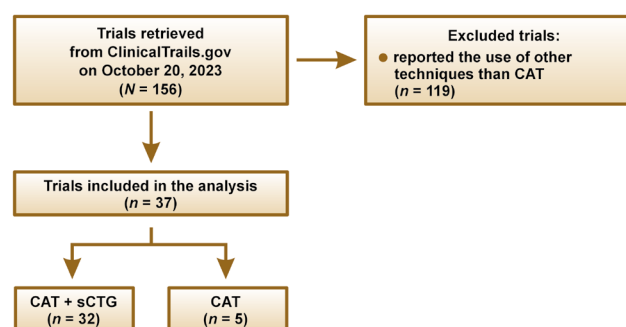 Trials retrieved
from ClinicalTrails.gov
on October 20, 2023
(N = 156)
Excluded trials:
● reported the use of other
techniques than CAT
(n = 119)
Trials included in the analysis
(n = 37)
CAT + sCTG
(n = 32)
CAT
(n = 5)